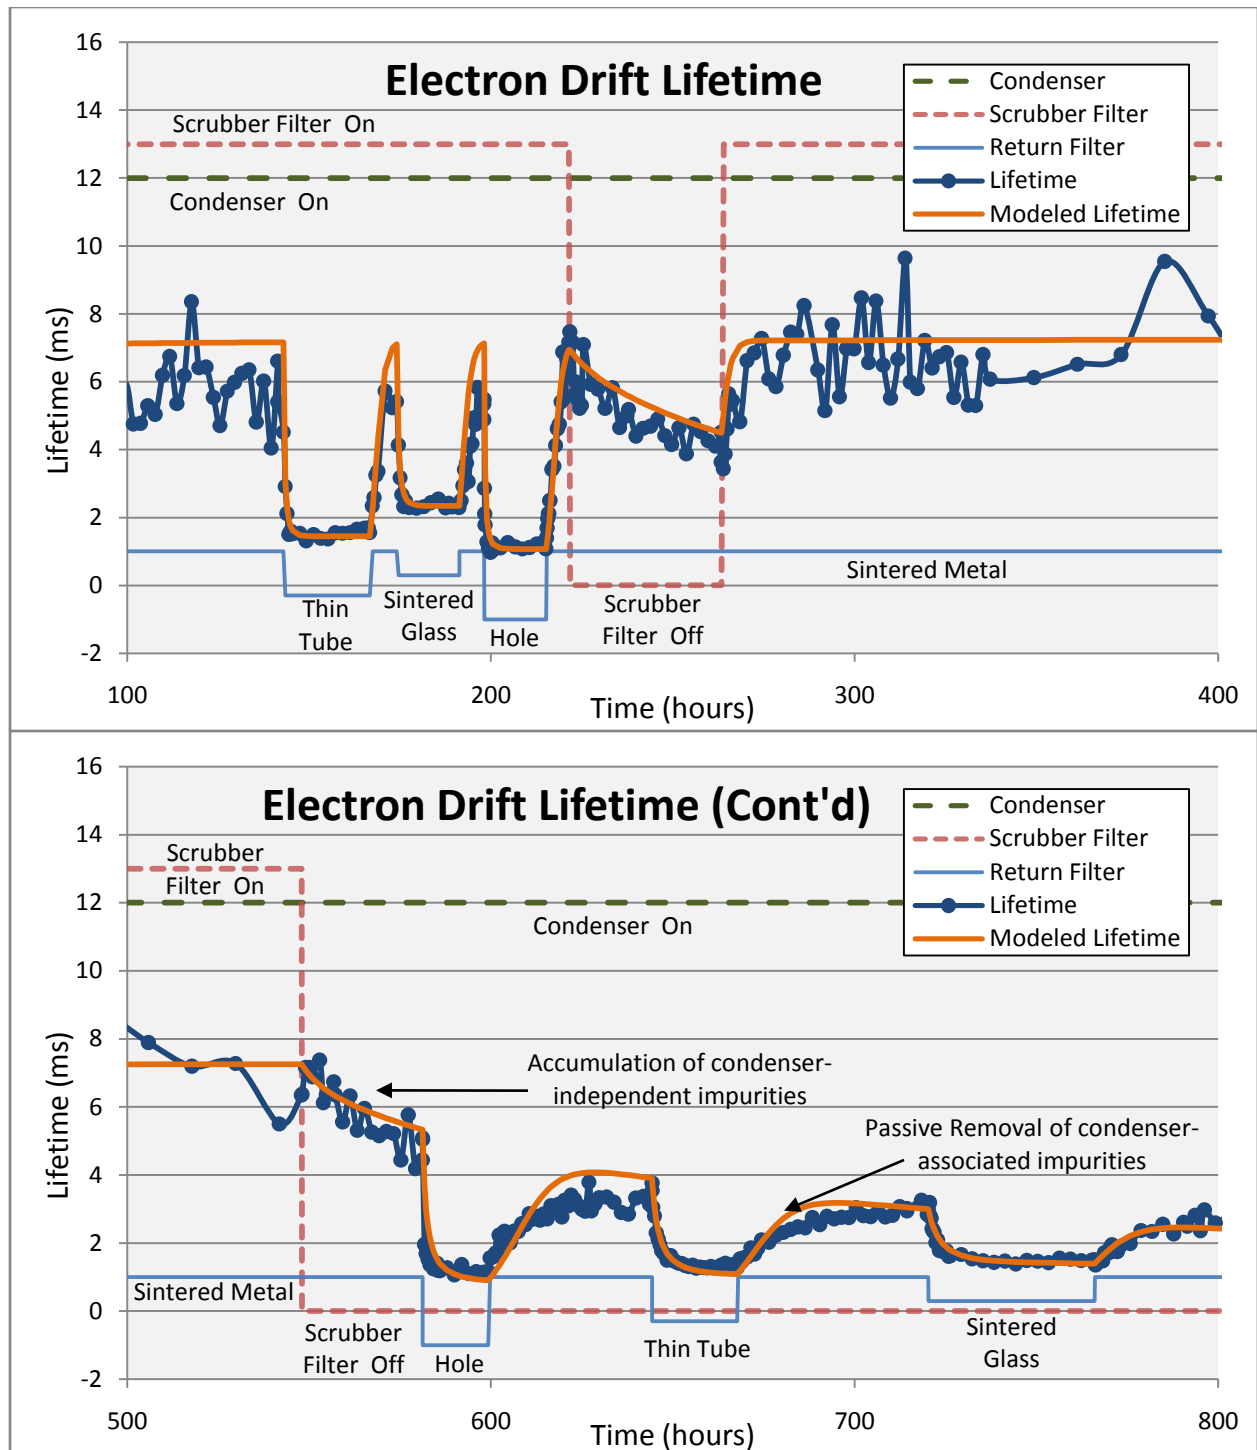 Electron Drift Lifetime
16
14
12
10
8
6
4
2
0
-2
Lifetime (ms)
Scrubber Filter On
Condenser On
Condenser
Scrubber Filter
Return Filter
Lifetime
Modeled Lifetime
Thin
Tube
Sintered
Glass
Hole
Scrubber
Filter Off
Sintered Metal
100
200
300
400
Time (hours)
Electron Drift Lifetime (Cont'd)
16
14
12
10
8
6
4
2
0
-2
Lifetime (ms)
Scrubber
Filter On
Condenser On
Condenser
Scrubber Filter
Return Filter
Lifetime
Modeled Lifetime
Accumulation of condenser-
independent impurities
Passive Removal of condenser-
associated impurities
Sintered Metal
Scrubber
Filter Off
Hole
Thin Tube
Sintered
Glass
500
600
700
800
Time (hours)